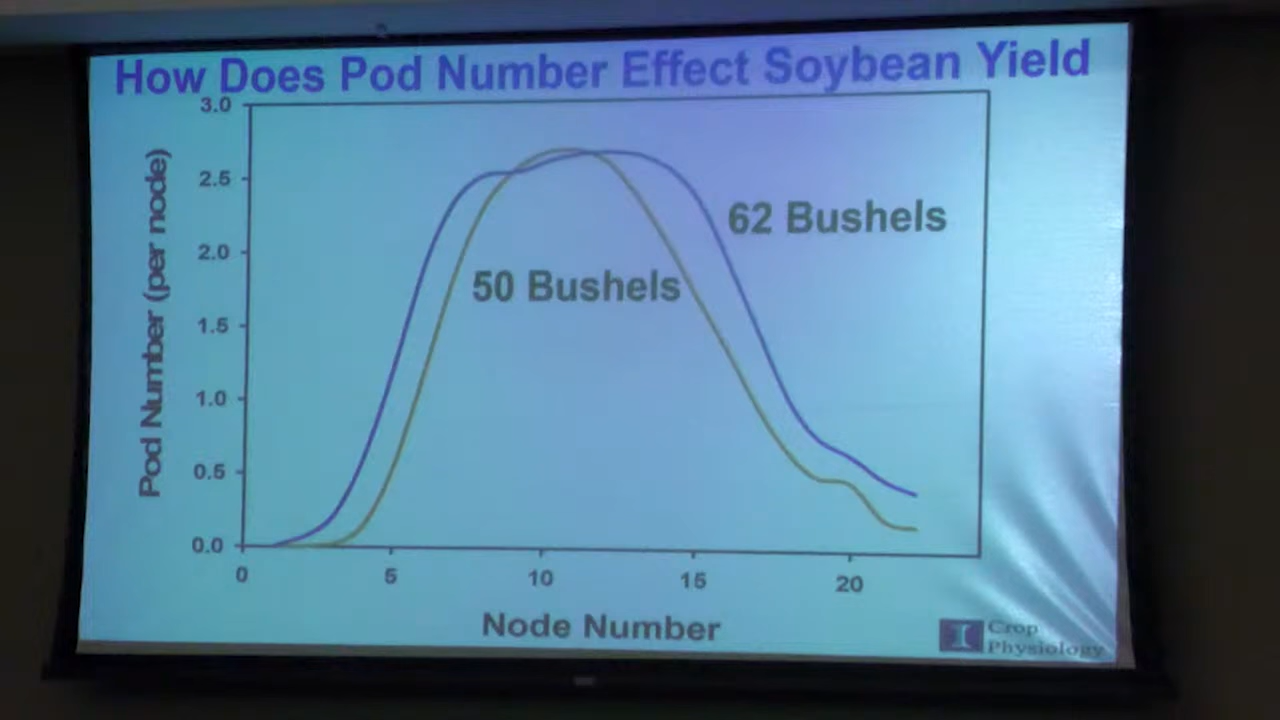 How Does Pod Number Effect Soybean Yield
3.0
2.5
2.0
1.5
1.0
0.5
0.0
Pod Number (per node)
62 Bushels
50 Bushels
0 5 10 15 20
Node Number
I Crop
Physiology